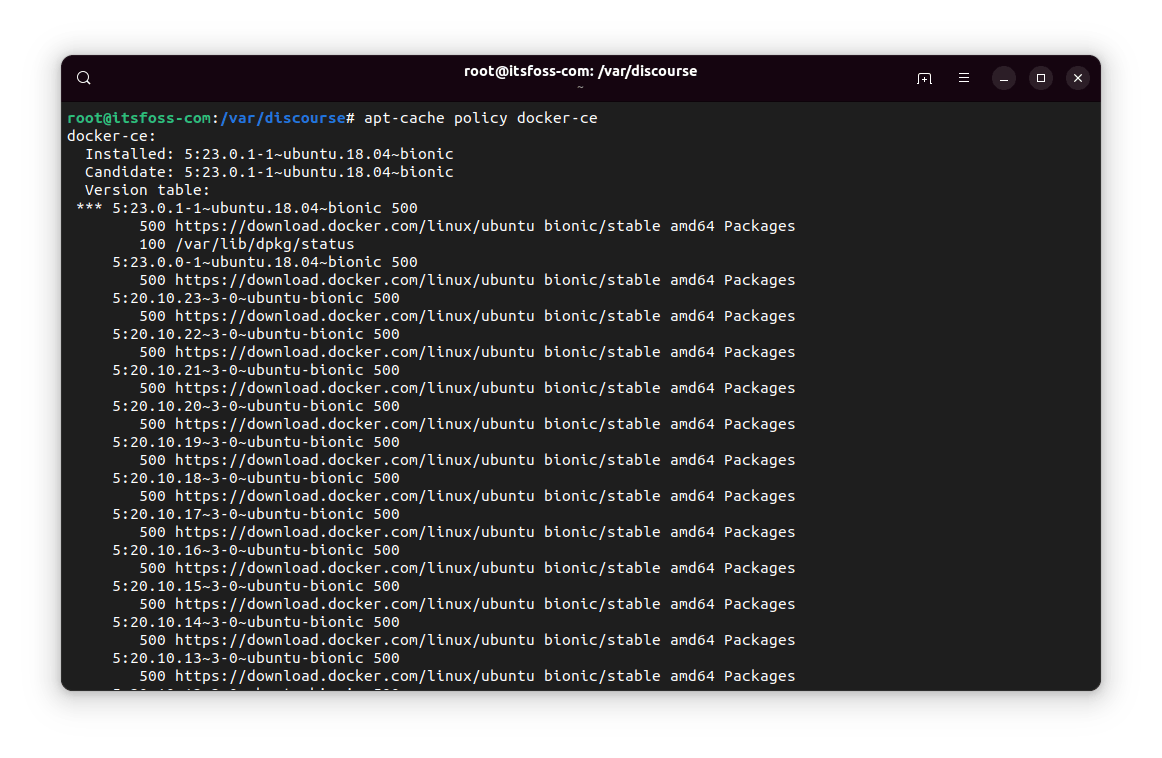 root@itsfoss-com: /var/discourse
~
root@itsfoss-com:/var/discourse# apt-cache policy docker-ce
docker-ce:
  Installed: 5:23.0.1-1~ubuntu.18.04~bionic
  Candidate: 5:23.0.1-1~ubuntu.18.04~bionic
  Version table:
 *** 5:23.0.1-1~ubuntu.18.04~bionic 500
        500 https://download.docker.com/linux/ubuntu bionic/stable amd64 Packages
        100 /var/lib/dpkg/status
     5:23.0.0-1~ubuntu.18.04~bionic 500
        500 https://download.docker.com/linux/ubuntu bionic/stable amd64 Packages
     5:20.10.23~3-0~ubuntu-bionic 500
        500 https://download.docker.com/linux/ubuntu bionic/stable amd64 Packages
     5:20.10.22~3-0~ubuntu-bionic 500
        500 https://download.docker.com/linux/ubuntu bionic/stable amd64 Packages
     5:20.10.21~3-0~ubuntu-bionic 500
        500 https://download.docker.com/linux/ubuntu bionic/stable amd64 Packages
     5:20.10.20~3-0~ubuntu-bionic 500
        500 https://download.docker.com/linux/ubuntu bionic/stable amd64 Packages
     5:20.10.19~3-0~ubuntu-bionic 500
        500 https://download.docker.com/linux/ubuntu bionic/stable amd64 Packages
     5:20.10.18~3-0~ubuntu-bionic 500
        500 https://download.docker.com/linux/ubuntu bionic/stable amd64 Packages
     5:20.10.17~3-0~ubuntu-bionic 500
        500 https://download.docker.com/linux/ubuntu bionic/stable amd64 Packages
     5:20.10.16~3-0~ubuntu-bionic 500
        500 https://download.docker.com/linux/ubuntu bionic/stable amd64 Packages
     5:20.10.15~3-0~ubuntu-bionic 500
        500 https://download.docker.com/linux/ubuntu bionic/stable amd64 Packages
     5:20.10.14~3-0~ubuntu-bionic 500
        500 https://download.docker.com/linux/ubuntu bionic/stable amd64 Packages
     5:20.10.13~3-0~ubuntu-bionic 500
        500 https://download.docker.com/linux/ubuntu bionic/stable amd64 Packages